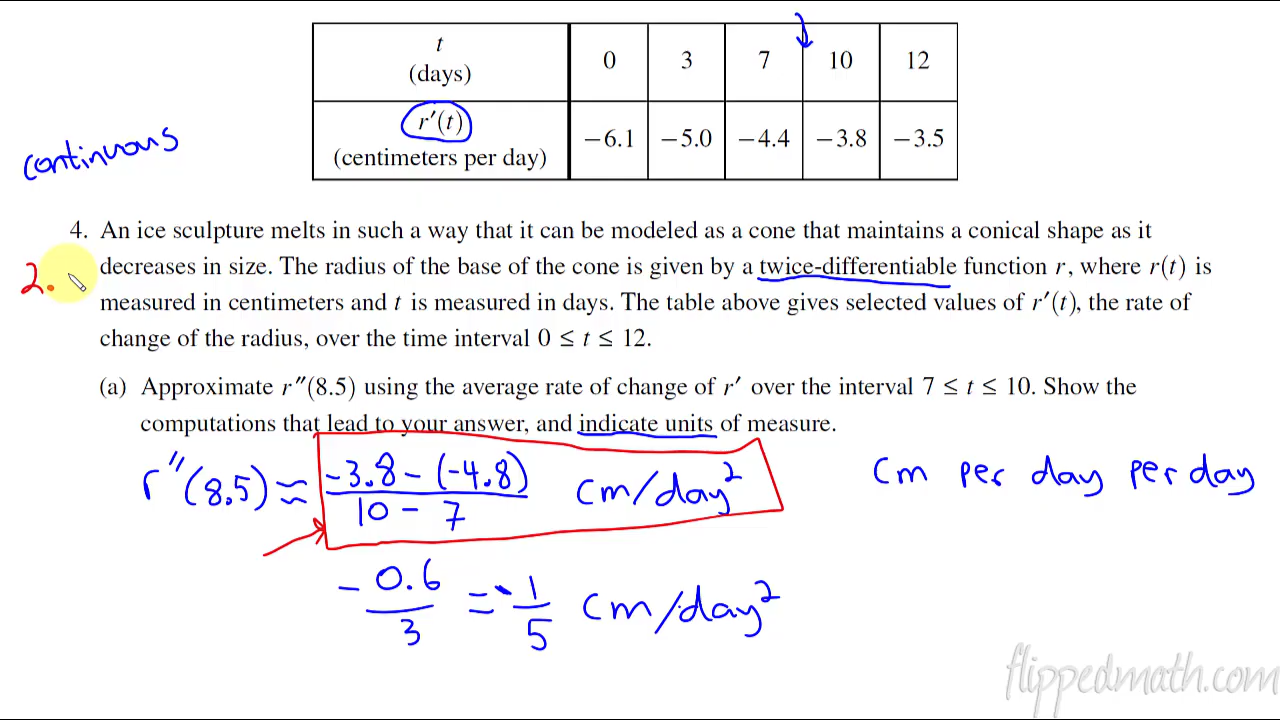 t
(days)
0 3 7 10 12
r′(t)
(centimeters per day)
−6.1 −5.0 −4.4 −3.8 −3.5
continuous
4. An ice sculpture melts in such a way that it can be modeled as a cone that maintains a conical shape as it
2. decreases in size. The radius of the base of the cone is given by a twice-differentiable function r, where r(t) is
measured in centimeters and t is measured in days. The table above gives selected values of r′(t), the rate of
change of the radius, over the time interval 0 ≤ t ≤ 12.
(a) Approximate r″(8.5) using the average rate of change of r′ over the interval 7 ≤ t ≤ 10. Show the
computations that lead to your answer, and indicate units of measure.
r″(8.5) ≈ −3.8 − (−4.8) / 10 − 7 cm/day² cm per day per day
−0.6 / 3 = −1/5 cm/day²
flippedmath.com